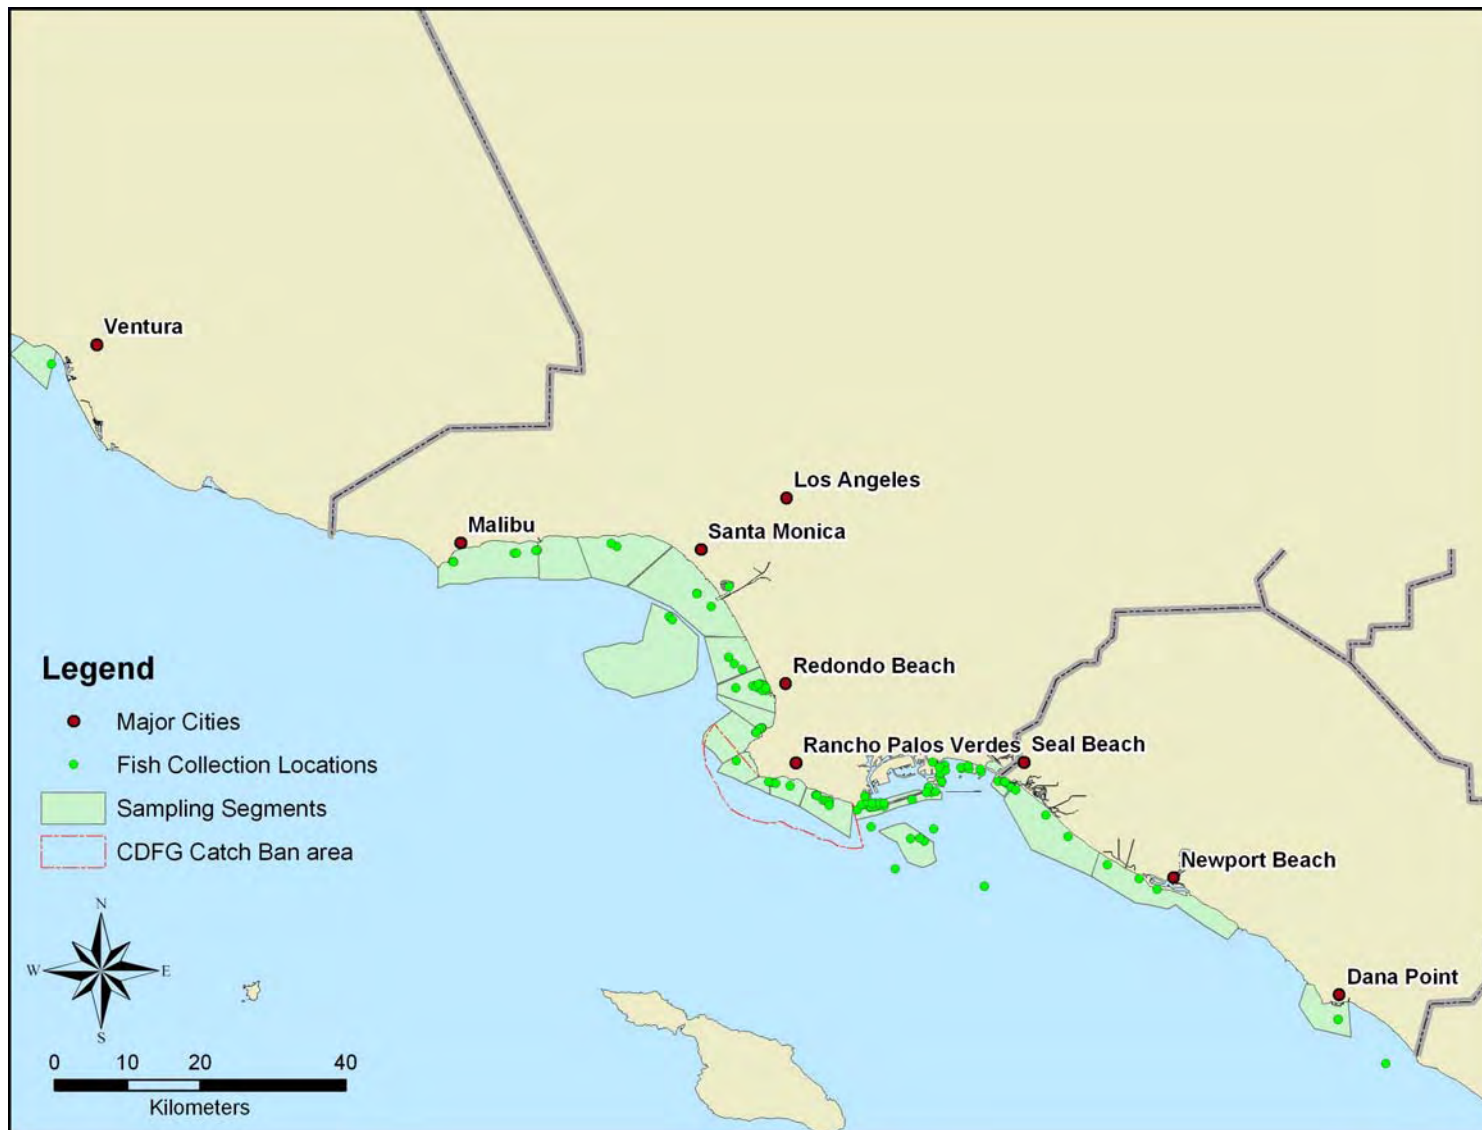 Ventura
Los Angeles
Malibu
Santa Monica
Redondo Beach
Rancho Palos Verdes
Seal Beach
Newport Beach
Dana Point
Legend
Major Cities
Fish Collection Locations
Sampling Segments
CDFG Catch Ban area
N
W
E
S
0 10 20 40
Kilometers